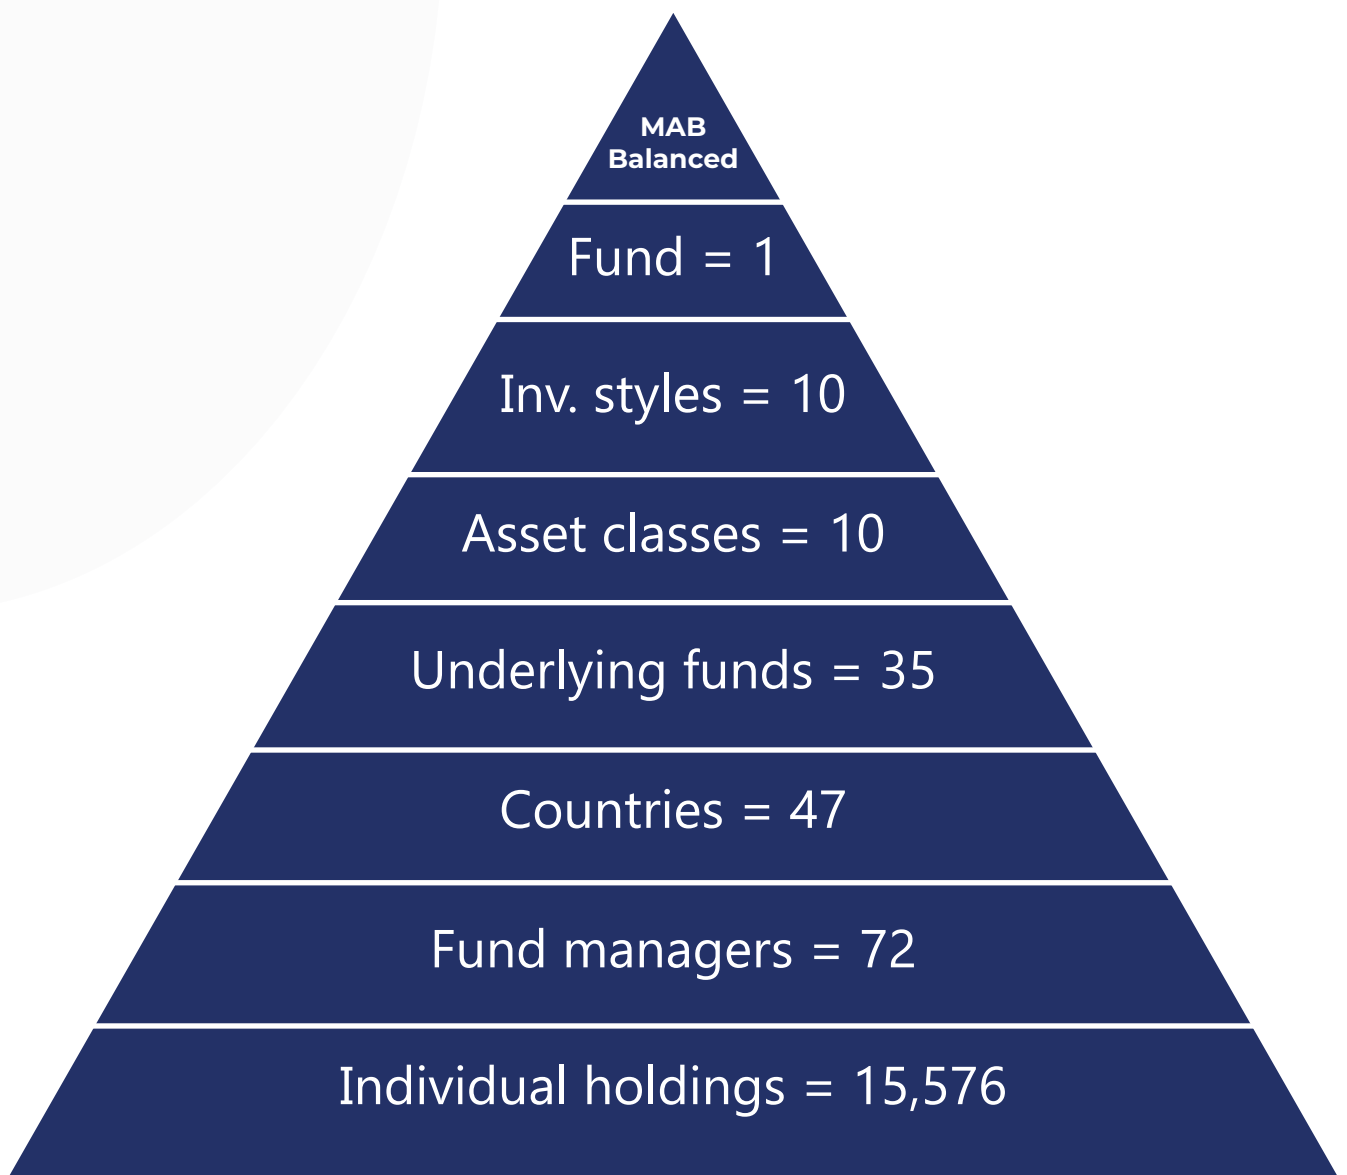 MAB
Balanced
Fund = 1
Inv. styles = 10
Asset classes = 10
Underlying funds = 35
Countries = 47
Fund managers = 72
Individual holdings = 15,576